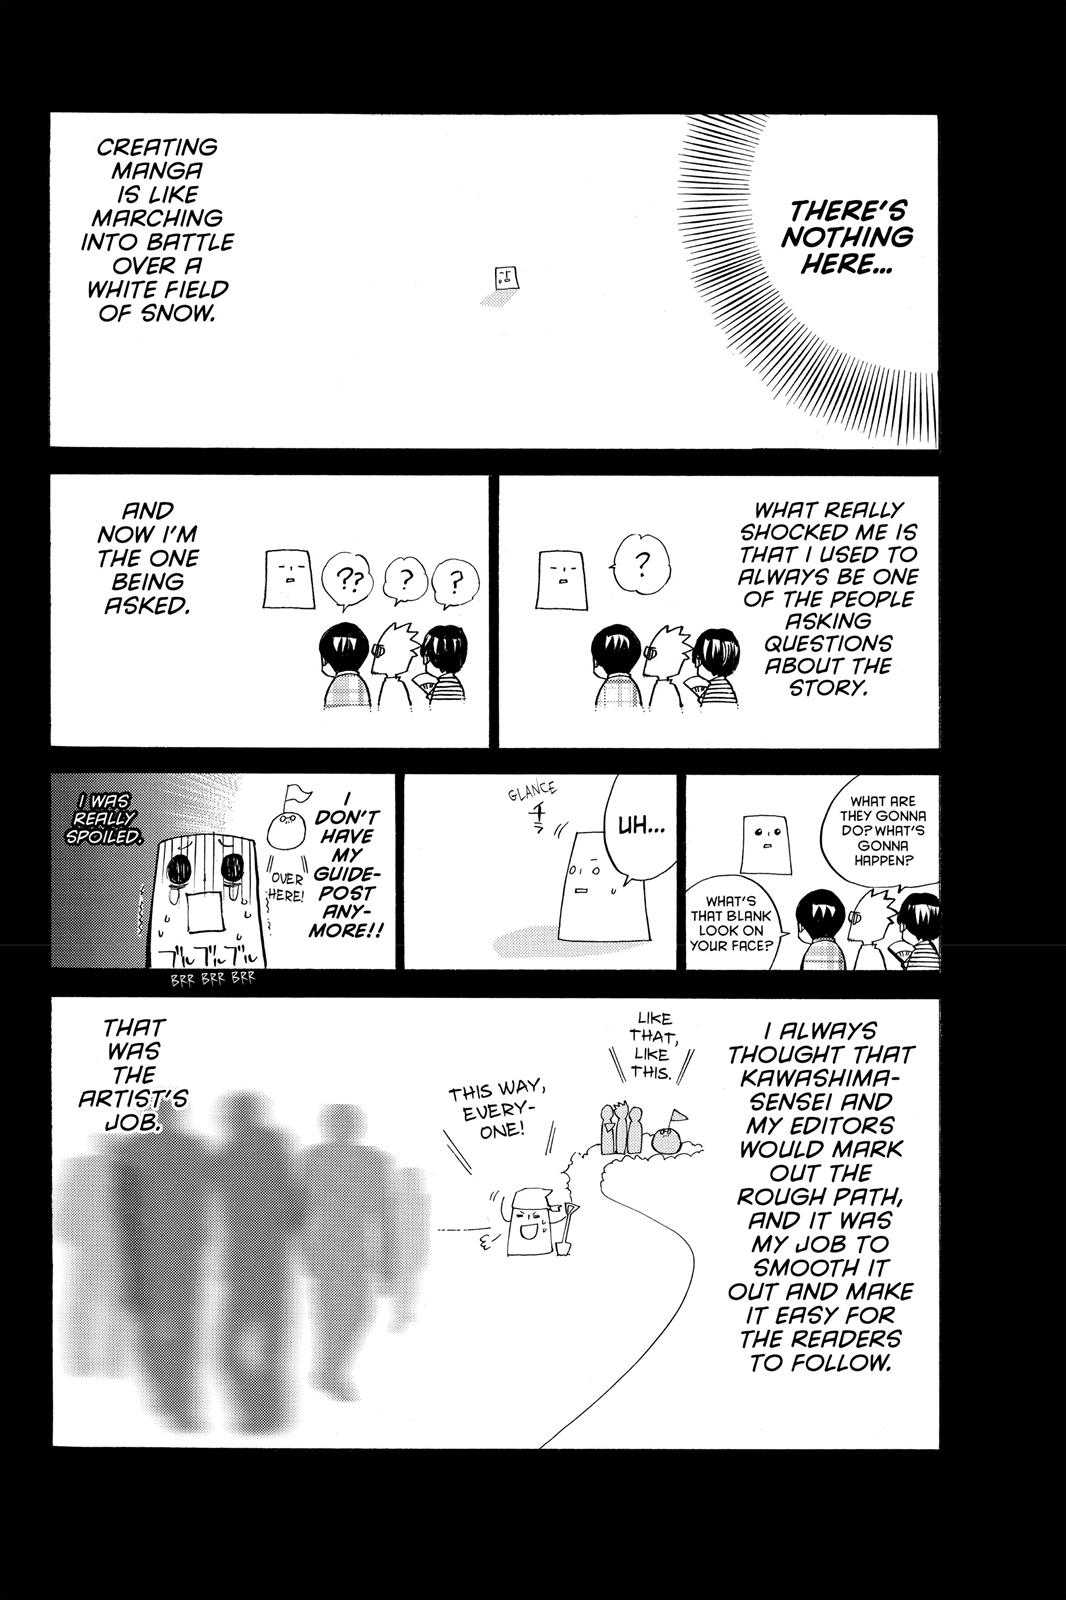 THERE'S
NOTHING
HERE...
CREATING
MANGA
IS LIKE
MARCHING
INTO BATTLE
OVER A
WHITE FIELD
OF SNOW.
WHAT REALLY
SHOCKED ME IS
THAT I USED TO
ALWAYS BE ONE
OF THE PEOPLE
ASKING
QUESTIONS
ABOUT THE
STORY.
?
AND
NOW I'M
THE ONE
BEING
ASKED.
??
?
?
WHAT ARE
THEY GONNA
DO? WHAT'S
GONNA
HAPPEN?
WHAT'S
THAT BLANK
LOOK ON
YOUR FACE?
UH...
GLANCE
チラ
I
DON'T
HAVE
MY
GUIDE-
POST
ANY-
MORE!!
OVER
HERE!
I WAS
REALLY
SPOILED.
ブルブルブル
BRR BRR BRR
I ALWAYS
THOUGHT THAT
KAWASHIMA-
SENSEI AND
MY EDITORS
WOULD MARK
OUT THE
ROUGH PATH,
AND IT WAS
MY JOB TO
SMOOTH IT
OUT AND MAKE
IT EASY FOR
THE READERS
TO FOLLOW.
LIKE
THAT,
LIKE
THIS.
THIS WAY,
EVERY-
ONE!
THAT
WAS
THE
ARTIST'S
JOB.